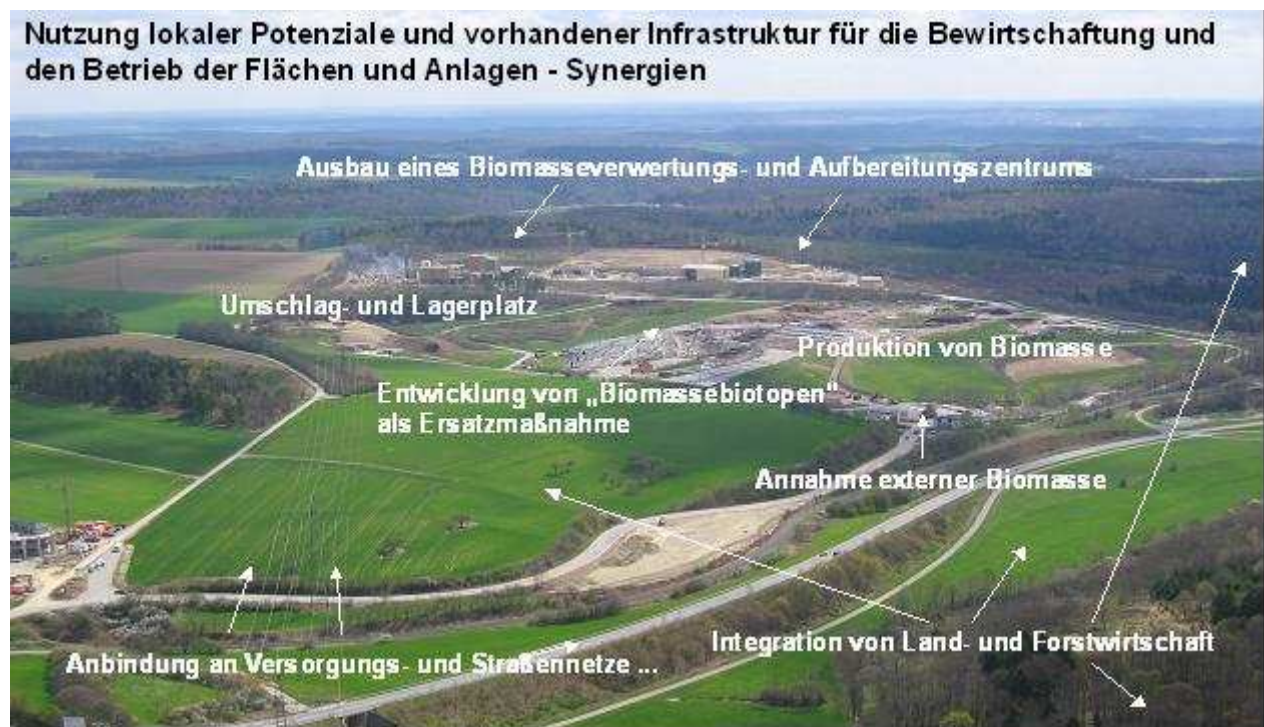 Nutzung lokaler Potenziale und vorhandener Infrastruktur für die Bewirtschaftung und
den Betrieb der Flächen und Anlagen - Synergien
Ausbau eines Biomasseverwertungs- und Aufbereitungszentrums
Umschlag- und Lagerplatz
Produktion von Biomasse
Entwicklung von „Biomassebiotopen"
als Ersatzmaßnahme
Annahme externer Biomasse
Integration von Land- und Forstwirtschaft
Anbindung an Versorgungs- und Straßennetze ...